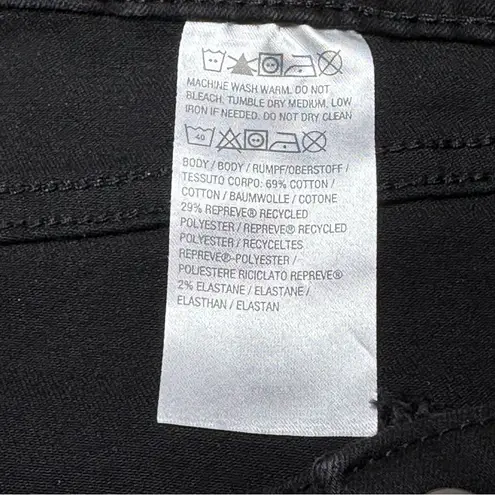 MACHINE WASH WARM. DO NOT
BLEACH. TUMBLE DRY MEDIUM, LOW
IRON IF NEEDED. DO NOT DRY CLEAN
40
BODY / BODY / RUMPF/OBERSTOFF /
TESSUTO CORPO: 69% COTTON /
COTTON / BAUMWOLLE / COTONE
29% REPREVE® RECYCLED
POLYESTER / REPREVE® RECYCLED
POLYESTER / RECYCELTES
REPREVE®-POLYESTER /
POLIESTERE RICICLATO REPREVE®
2% ELASTANE / ELASTANE /
ELASTHAN / ELASTAN